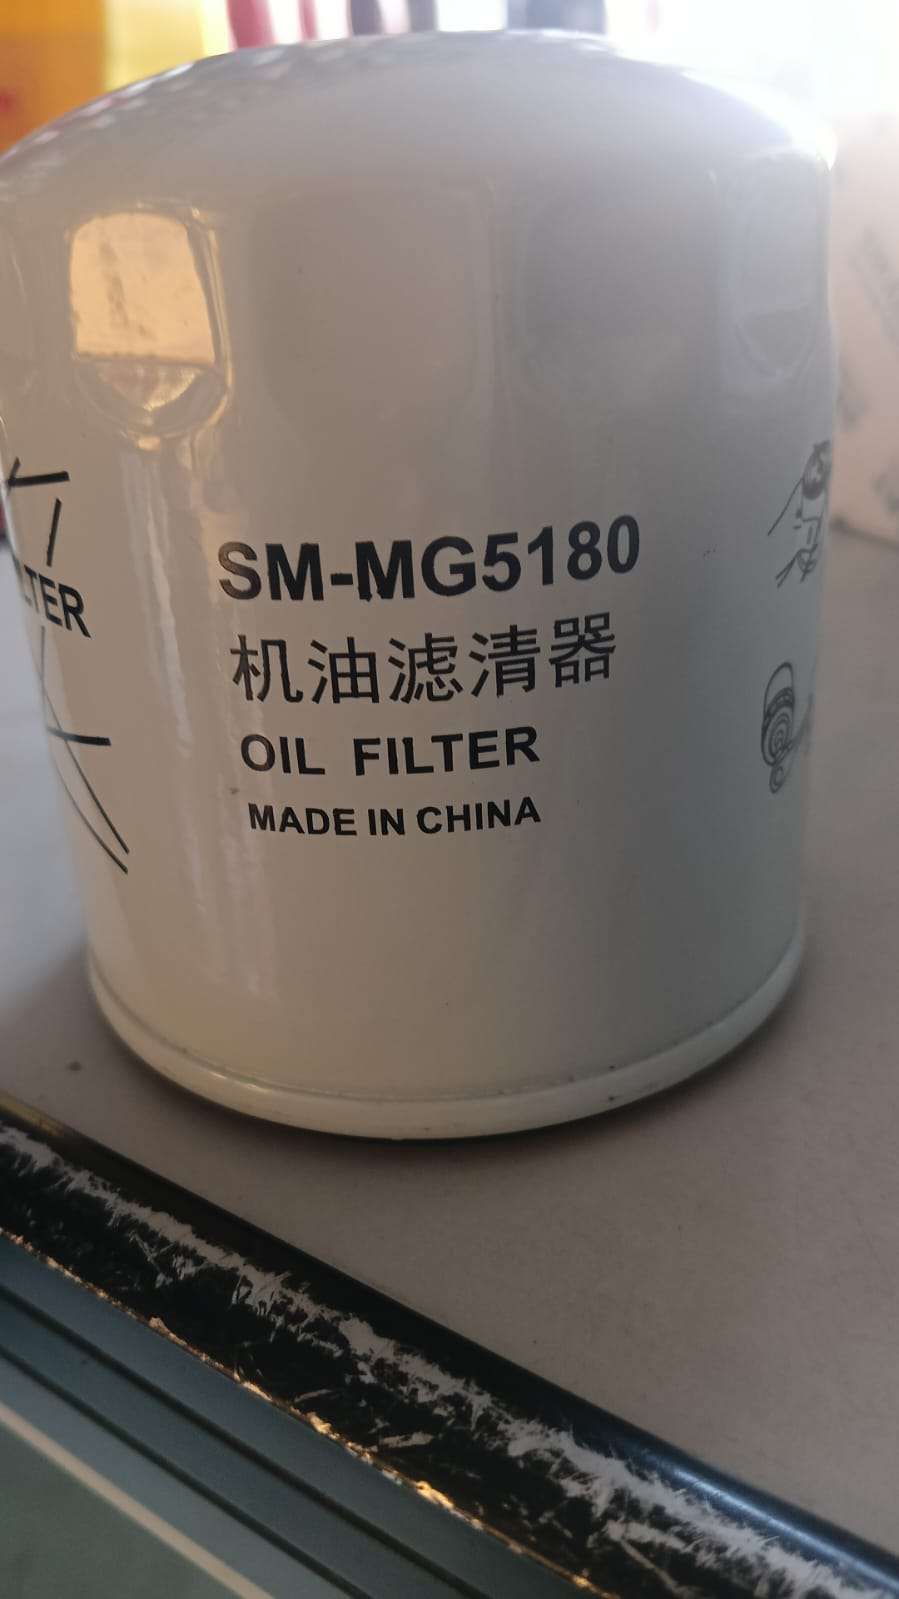 SM-MG5180
机油滤清器
OIL FILTER
MADE IN CHINA